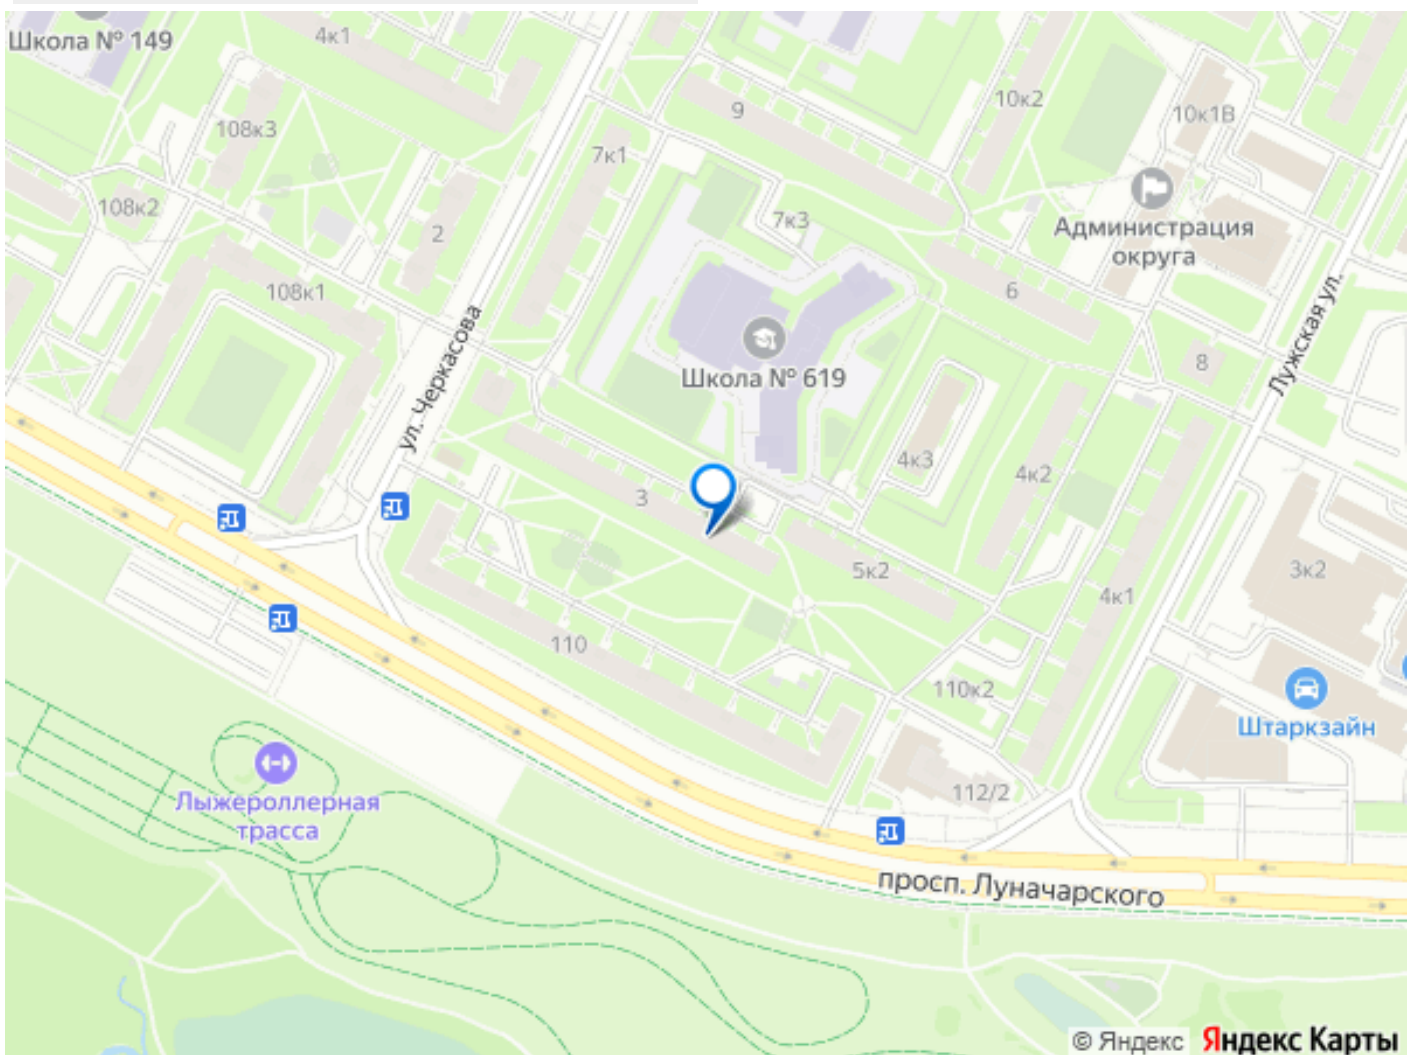 Школа № 149
4к1
9
10к2
10к1В
108к3
7к1
108к2
2
7к3
Администрация
округа
108к1
6
ул. Черкасова
Лужская ул.
Школа № 619
8
4к3
4к2
3
5к2
3к2
4к1
110
110к2
Штаркзайн
112/2
Лыжероллерная
трасса
просп. Луначарского
© Яндекс Яндекс Карты